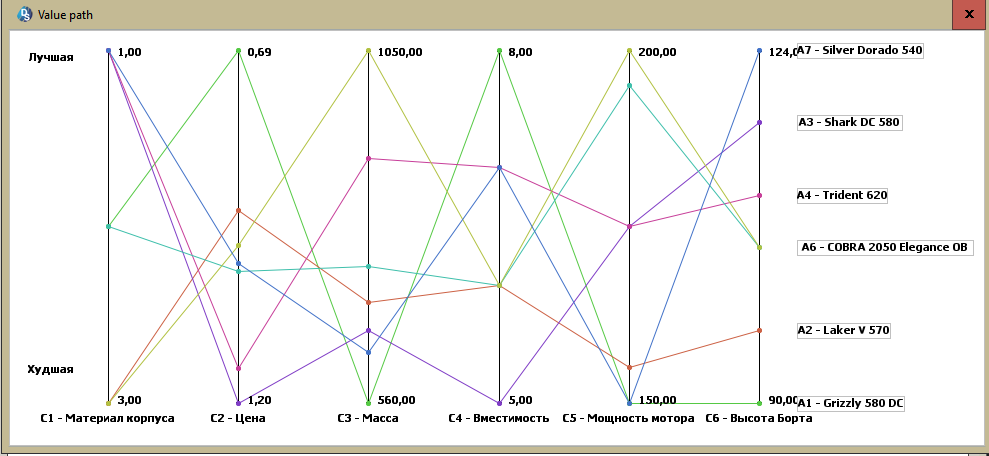 Value path
Лучшая
1,00
0,69
1050,00
8,00
200,00
124,0
A7 - Silver Dorado 540
A3 - Shark DC 580
A4 - Trident 620
A6 - COBRA 2050 Elegance OB
A2 - Laker V 570
Худшая
3,00
1,20
560,00
5,00
150,00
90,00
A1 - Grizzly 580 DC
C1 - Материал корпуса
C2 - Цена
C3 - Масса
C4 - Вместимость
C5 - Мощность мотора
C6 - Высота Борта